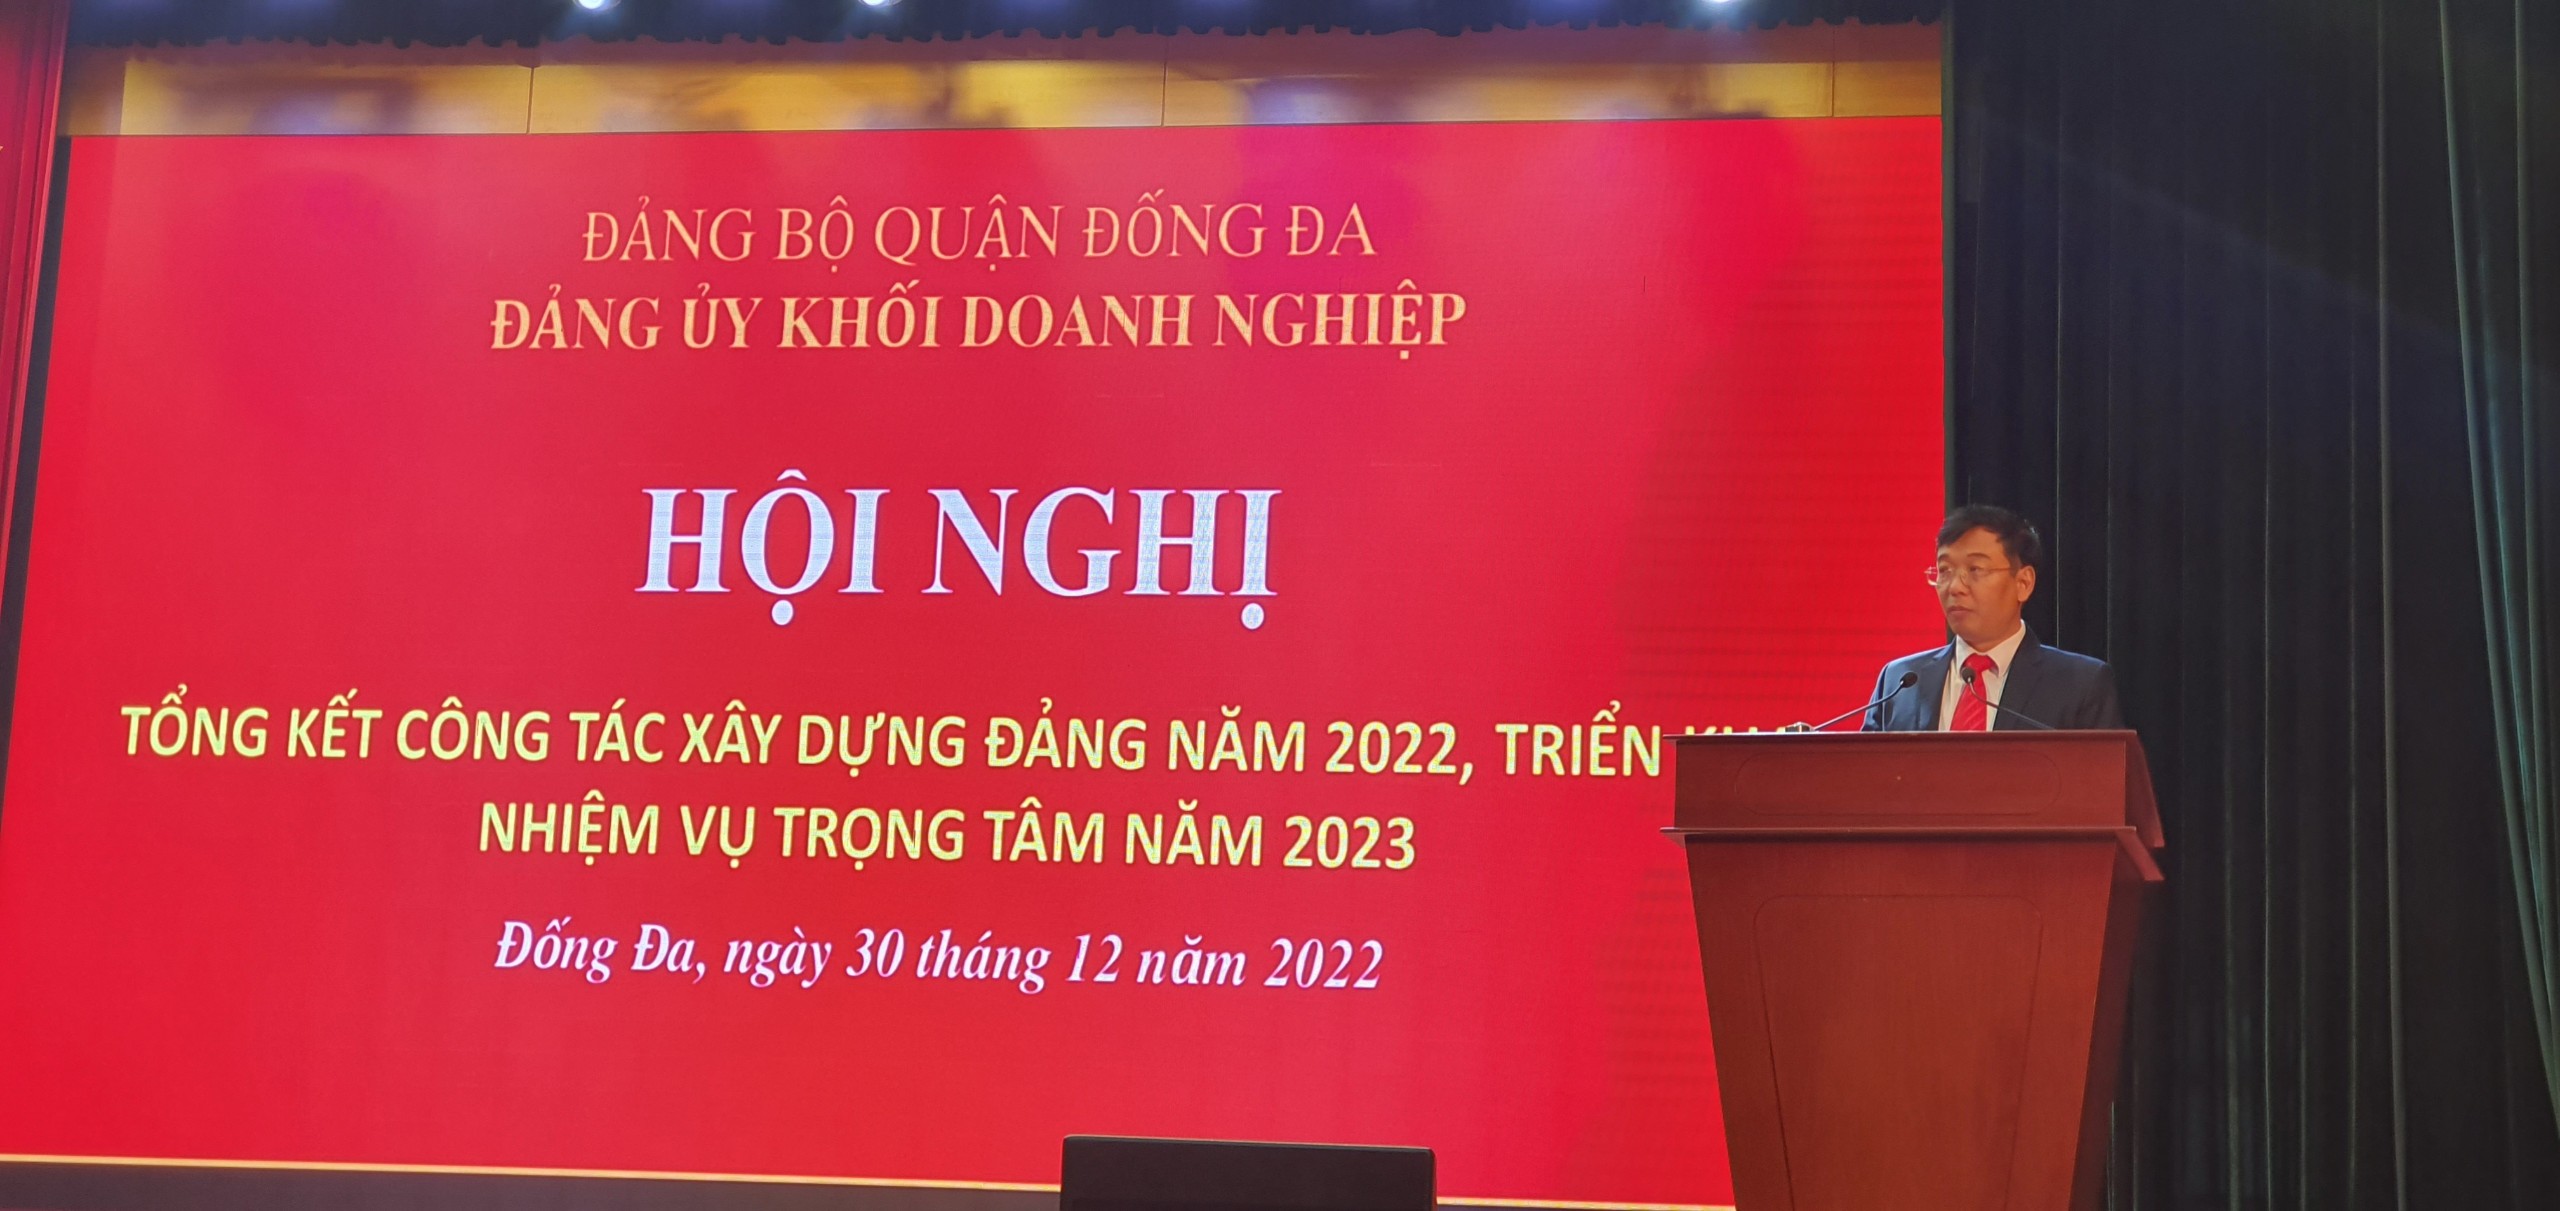 ĐẢNG BỘ QUẬN ĐỐNG ĐA
ĐẢNG ỦY KHỐI DOANH NGHIỆP
HỘI NGHỊ
TỔNG KẾT CÔNG TÁC XÂY DỰNG ĐẢNG NĂM 2022, TRIỂN
NHIỆM VỤ TRỌNG TÂM NĂM 2023
Đống Đa, ngày 30 tháng 12 năm 2022